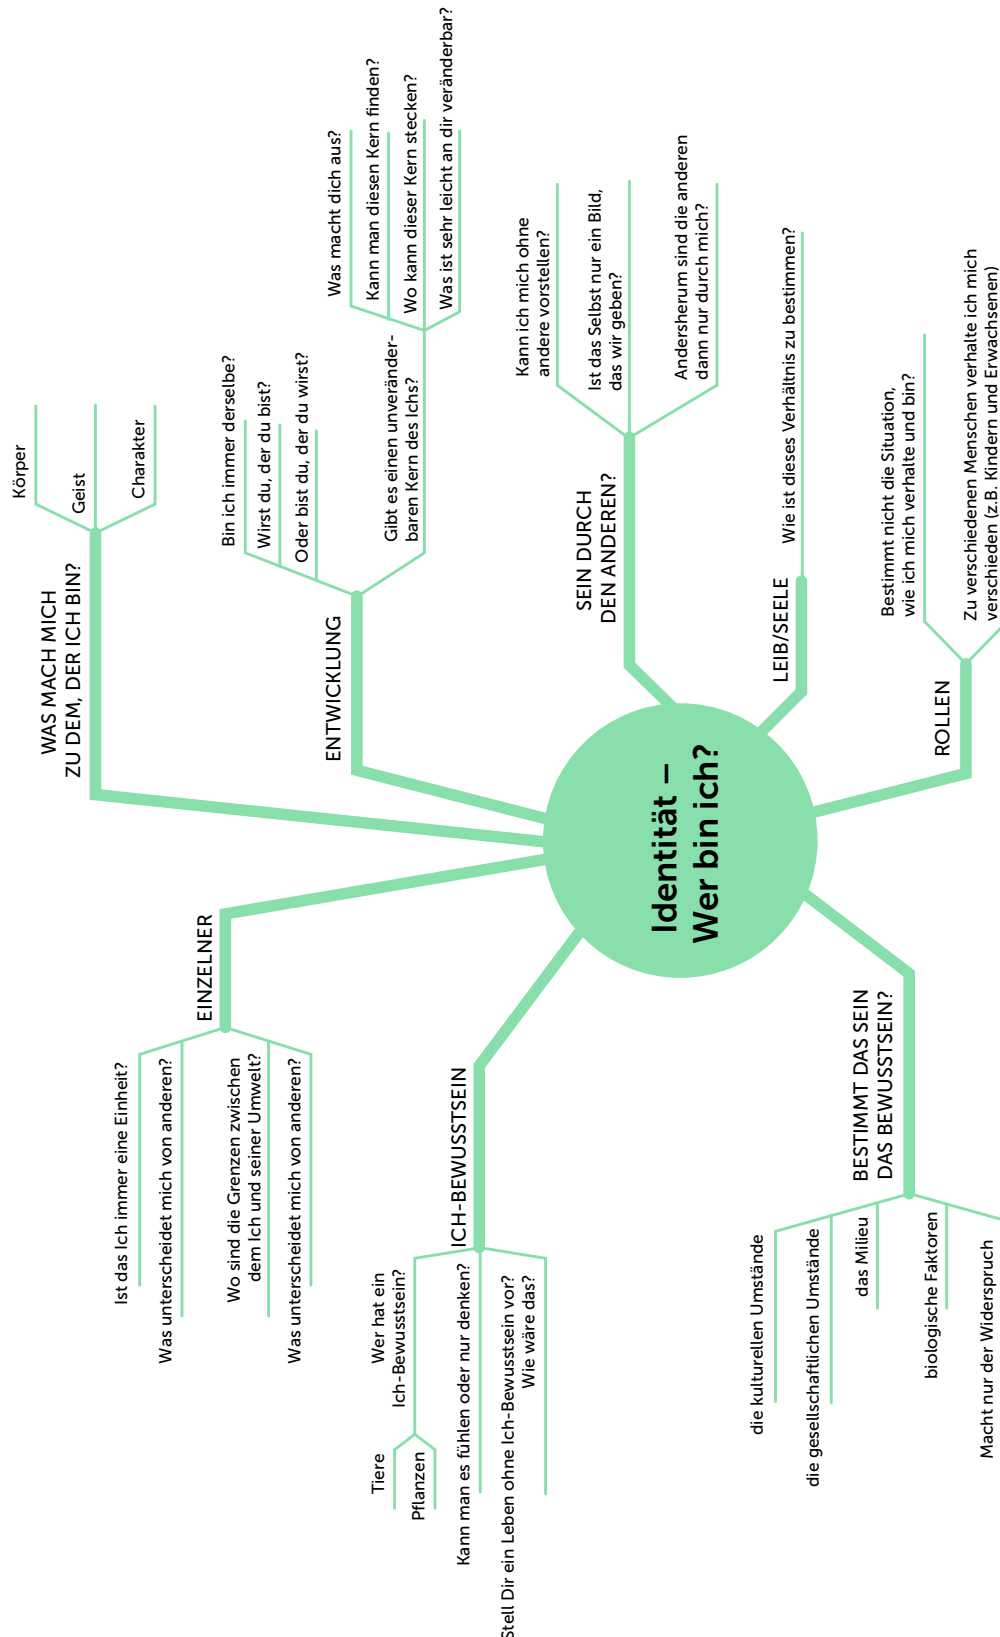 Identität –
Wer bin ich?
WAS MACH MICH
ZU DEM, DER ICH BIN?
Körper
Geist
Charakter
ENTWICKLUNG
Bin ich immer derselbe?
Wirst du, der du bist?
Oder bist du, der du wirst?
Gibt es einen unveränder-
baren Kern des Ichs?
Was macht dich aus?
Kann man diesen Kern finden?
Wo kann dieser Kern stecken?
Was ist sehr leicht an dir veränderbar?
SEIN DURCH
DEN ANDEREN?
Kann ich mich ohne
andere vorstellen?
Ist das Selbst nur ein Bild,
das wir geben?
Andersherum sind die anderen
dann nur durch mich?
LEIB/SEELE
Wie ist dieses Verhältnis zu bestimmen?
ROLLEN
Bestimmt nicht die Situation,
wie ich mich verhalte und bin?
Zu verschiedenen Menschen verhalte ich mich
verschieden (z.B. Kindern und Erwachsenen)
EINZELNER
Ist das Ich immer eine Einheit?
Was unterscheidet mich von anderen?
Wo sind die Grenzen zwischen
dem Ich und seiner Umwelt?
Was unterscheidet mich von anderen?
ICH-BEWUSSTSEIN
Wer hat ein
Ich-Bewusstsein?
Tiere
Pflanzen
Kann man es fühlen oder nur denken?
Stell Dir ein Leben ohne Ich-Bewusstsein vor?
Wie wäre das?
BESTIMMT DAS SEIN
DAS BEWUSSTSEIN?
die kulturellen Umstände
die gesellschaftlichen Umstände
das Milieu
biologische Faktoren
Macht nur der Widerspruch